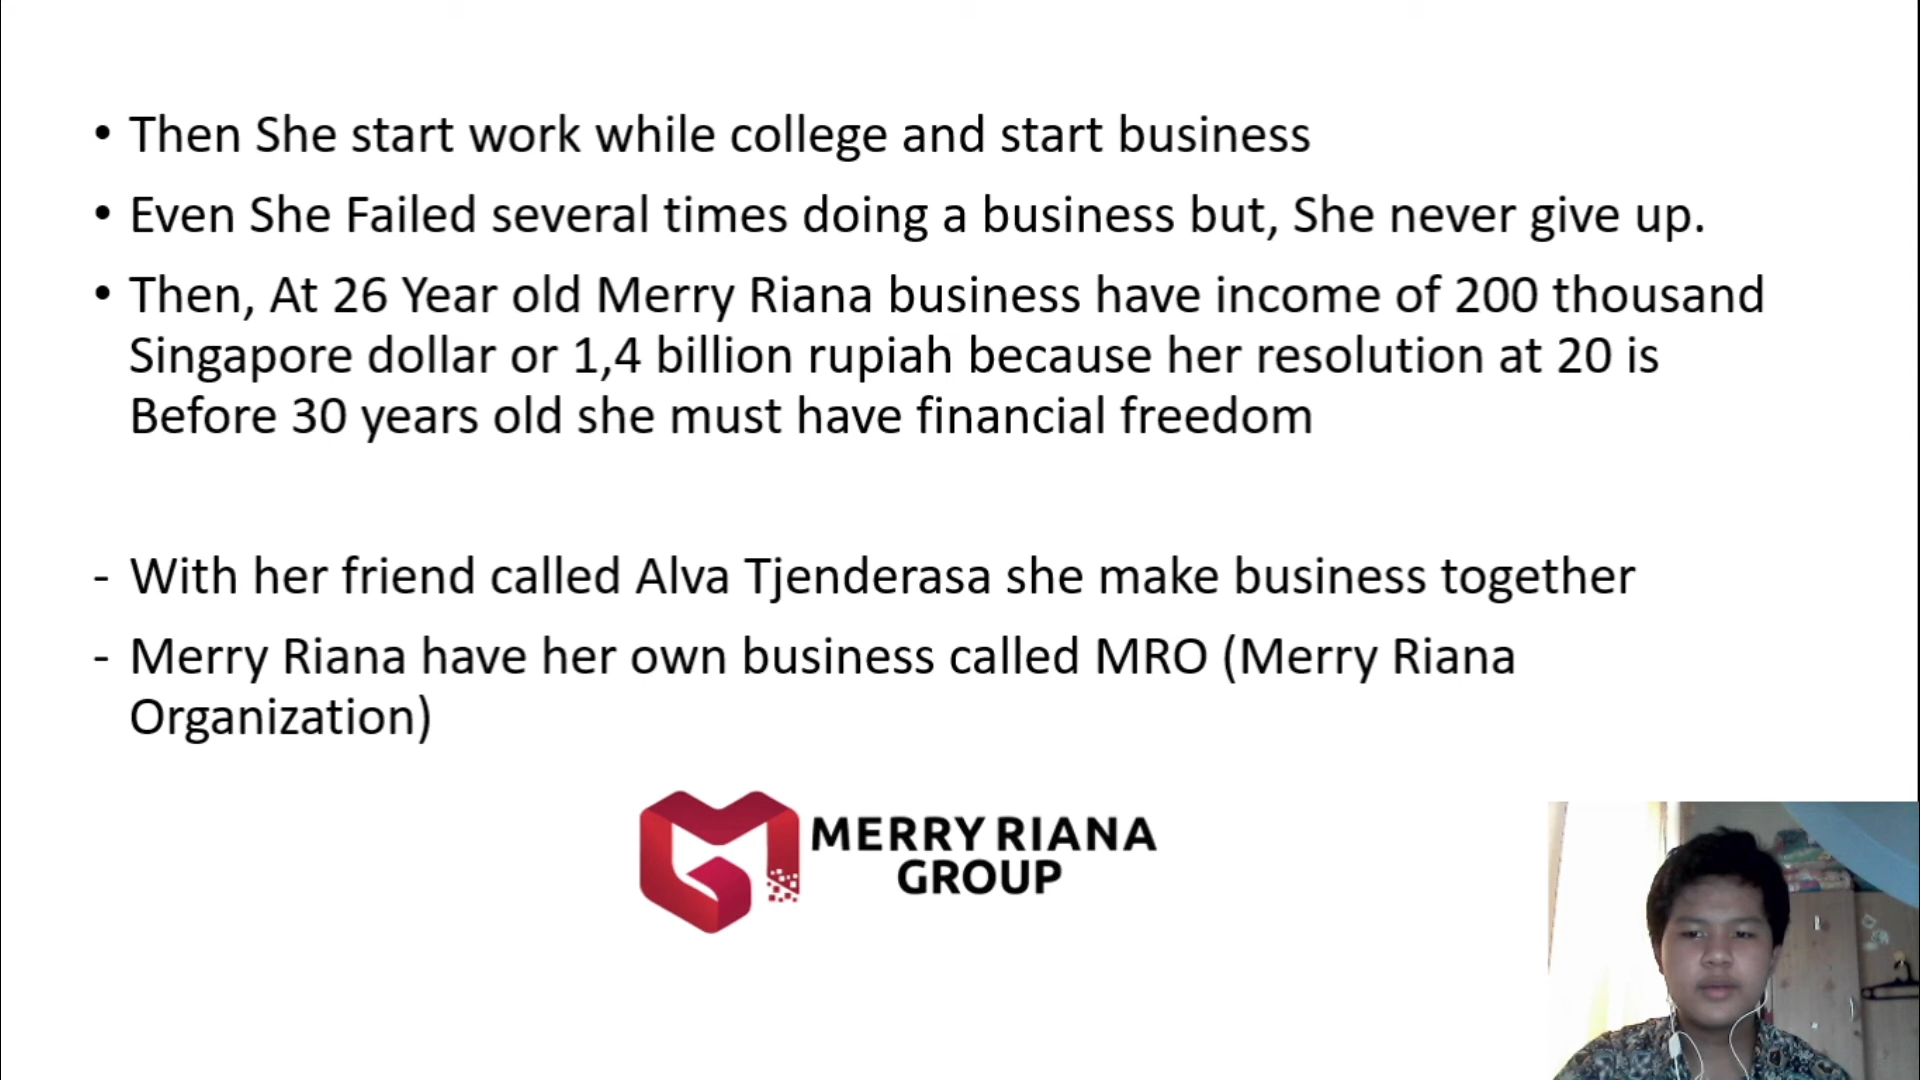 • Then She start work while college and start business
• Even She Failed several times doing a business but, She never give up.
• Then, At 26 Year old Merry Riana business have income of 200 thousand
Singapore dollar or 1,4 billion rupiah because her resolution at 20 is
Before 30 years old she must have financial freedom
- With her friend called Alva Tjenderasa she make business together
- Merry Riana have her own business called MRO (Merry Riana
Organization)
MERRY RIANA
GROUP